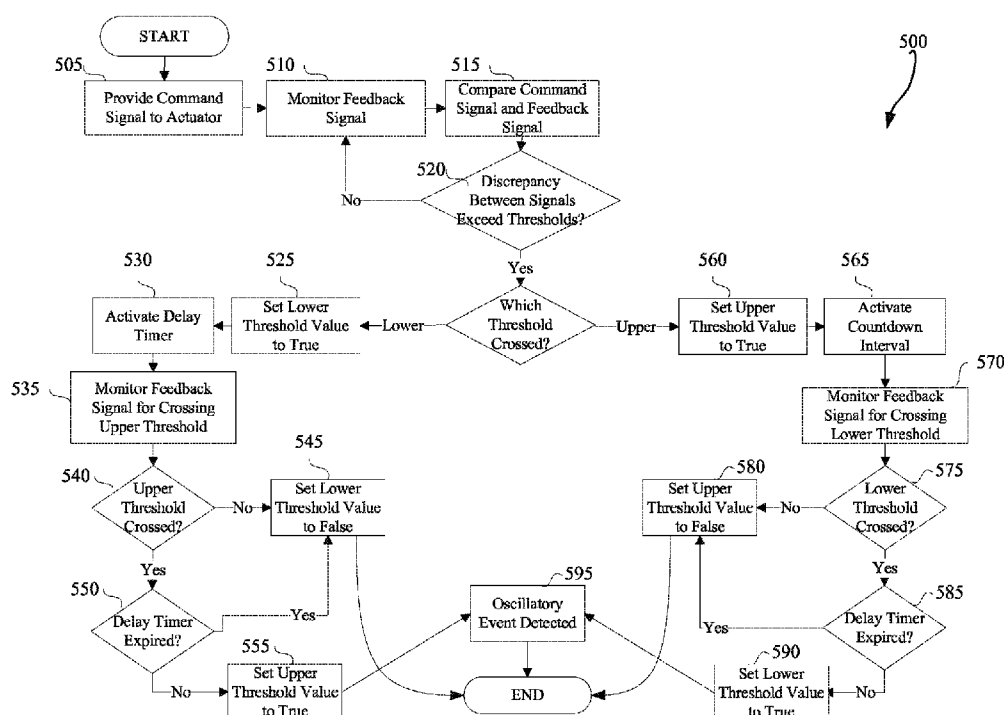 START
500
505
510
515
Provide Command
Signal to Actuator
Monitor Feedback
Signal
Compare Command
Signal and Feedback
Signal
520
Discrepancy
Between Signals
Exceed Thresholds?
No
Yes
530
525
560
565
Activate Delay
Timer
Set Lower
Threshold Value
to True
Lower
Which
Threshold
Crossed?
Upper
Set Upper
Threshold Value
to True
Activate
Countdown
Interval
535
Monitor Feedback
Signal for Crossing
Upper Threshold
570
Monitor Feedback
Signal for Crossing
Lower Threshold
540
Upper
Threshold
Crossed?
No
545
Set Lower
Threshold Value
to False
580
Set Upper
Threshold Value
to False
No
575
Lower
Threshold
Crossed?
Yes
Yes
550
Delay Timer
Expired?
Yes
595
Oscillatory
Event Detected
Yes
585
Delay Timer
Expired?
No
555
Set Upper
Threshold Value
to True
END
590
Set Lower
Threshold Value
to True
No